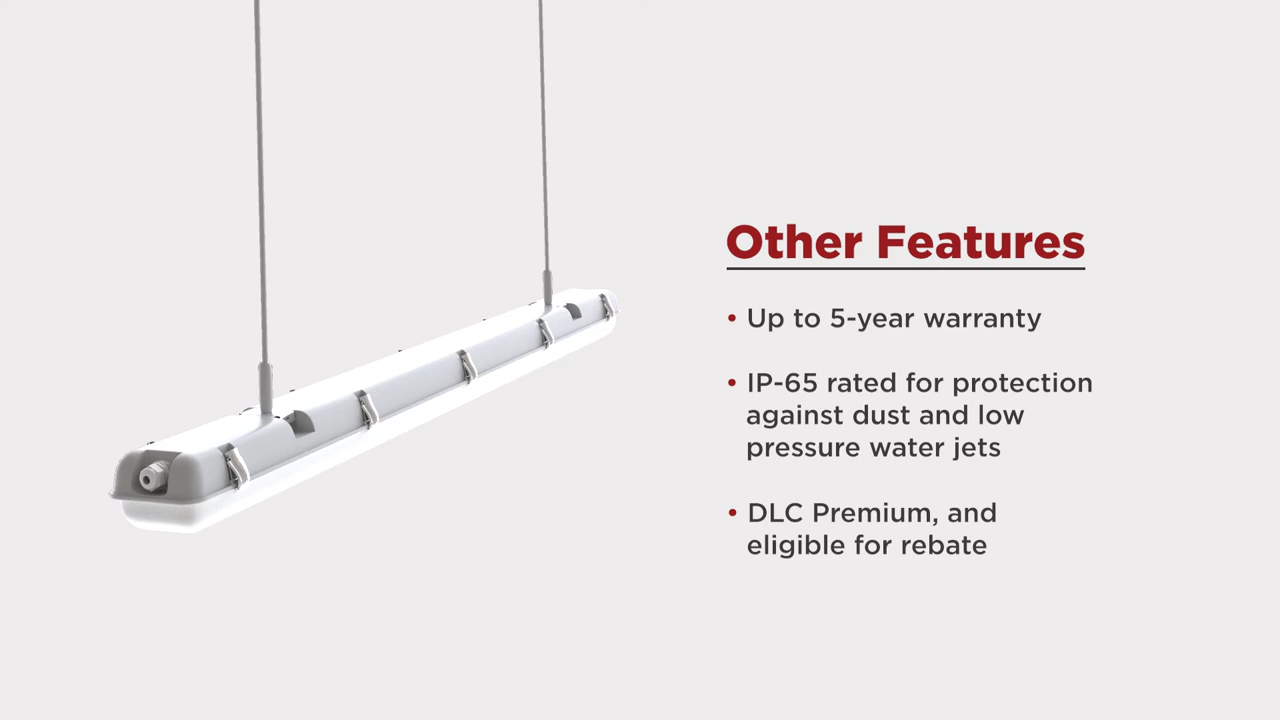 Other Features
• Up to 5-year warranty
• IP-65 rated for protection
against dust and low
pressure water jets
• DLC Premium, and
eligible for rebate